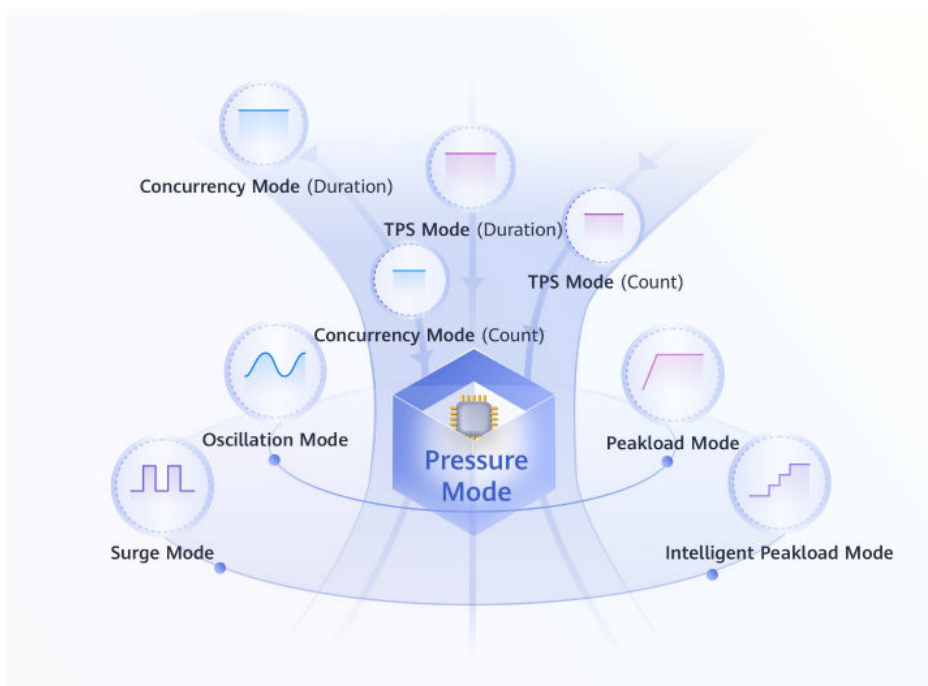 Concurrency Mode (Duration)
TPS Mode (Duration)
TPS Mode (Count)
Concurrency Mode (Count)
Oscillation Mode
Peakload Mode
Pressure
Mode
Surge Mode
Intelligent Peakload Mode